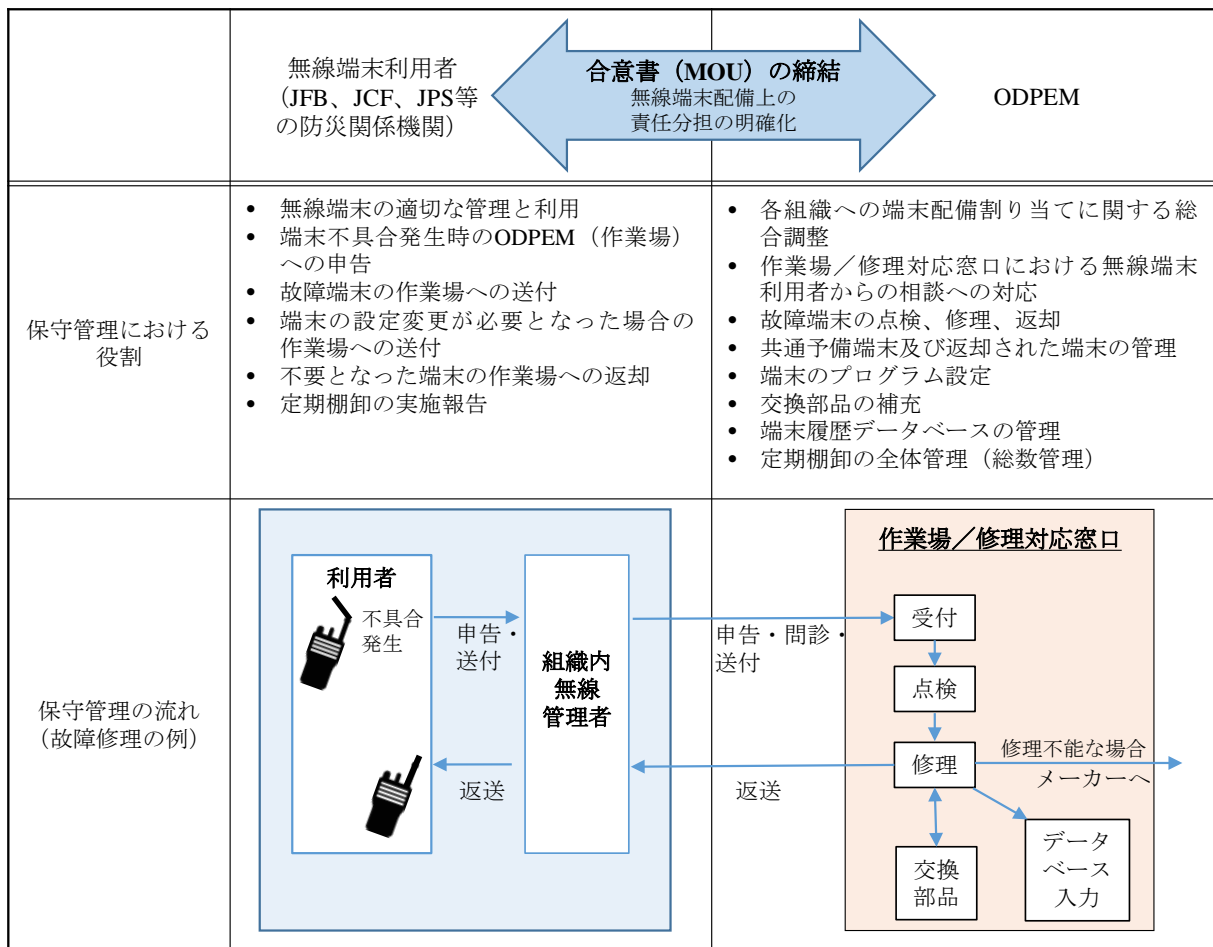 無線端末利用者
（JFB、JCF、JPS等
の防災関係機関）
合意書（MOU）の締結
無線端末配備上の
責任分担の明確化
ODPEM
保守管理における
役割
• 無線端末の適切な管理と利用
• 端末不具合発生時のODPEM（作業場）
への申告
• 故障端末の作業場への送付
• 端末の設定変更が必要となった場合の
作業場への送付
• 不要となった端末の作業場への返却
• 定期棚卸の実施報告
• 各組織への端末配備割り当てに関する総
合調整
• 作業場／修理対応窓口における無線端末
利用者からの相談への対応
• 故障端末の点検、修理、返却
• 共通予備端末及び返却された端末の管理
• 端末のプログラム設定
• 交換部品の補充
• 端末履歴データベースの管理
• 定期棚卸の全体管理（総数管理）
保守管理の流れ
（故障修理の例）
利用者
不具合
発生
申告・
送付
返送
組織内
無線
管理者
申告・問診・
送付
返送
作業場／修理対応窓口
受付
点検
修理
修理不能な場合
メーカーへ
交換
部品
データ
ベース
入力